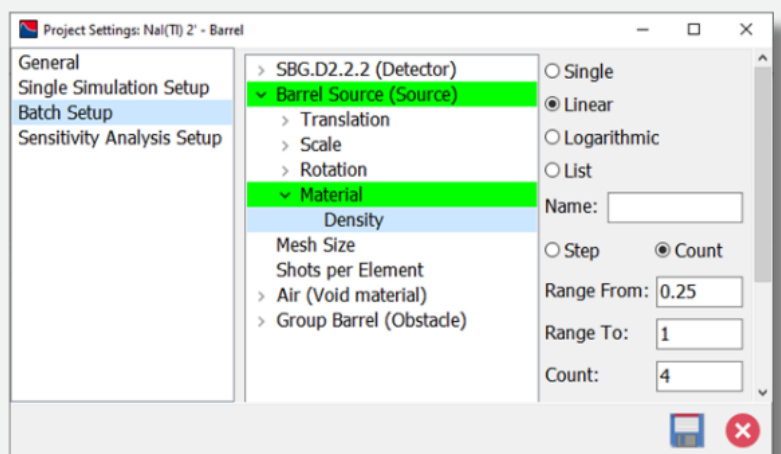 Project Settings: NaI(Tl) 2' - Barrel
General
Single Simulation Setup
Batch Setup
Sensitivity Analysis Setup
SBG.D2.2.2 (Detector)
Barrel Source (Source)
Translation
Scale
Rotation
Material
Density
Mesh Size
Shots per Element
Air (Void material)
Group Barrel (Obstacle)
Single
Linear
Logarithmic
List
Name:
Step Count
Range From: 0.25
Range To: 1
Count: 4